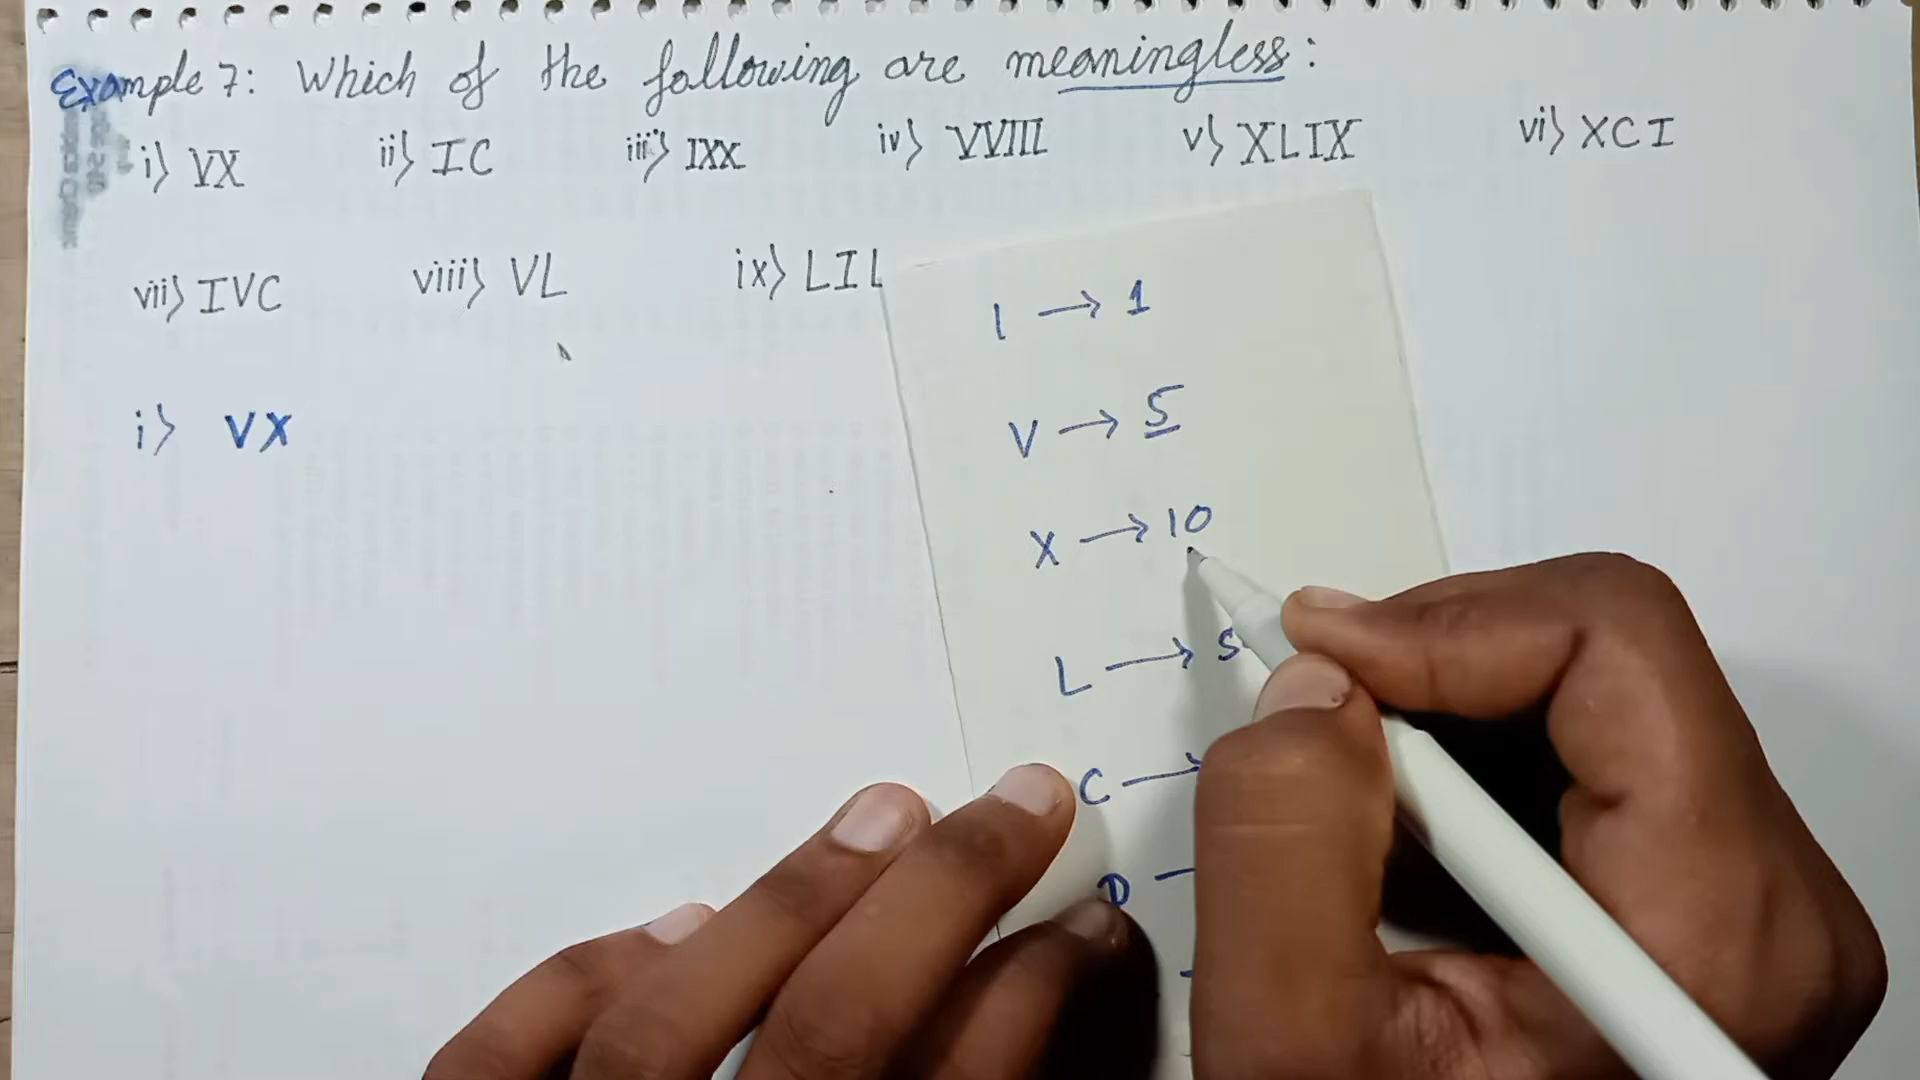 Example 7: Which of the following are meaningless:
i) VX ii) IC iii) IXX iv) VVIII v) XLIX vi) XCI
vii) IVC viii) VL ix) LIL
i) VX
I → 1
V → 5
X → 10
L → 5
C →
D